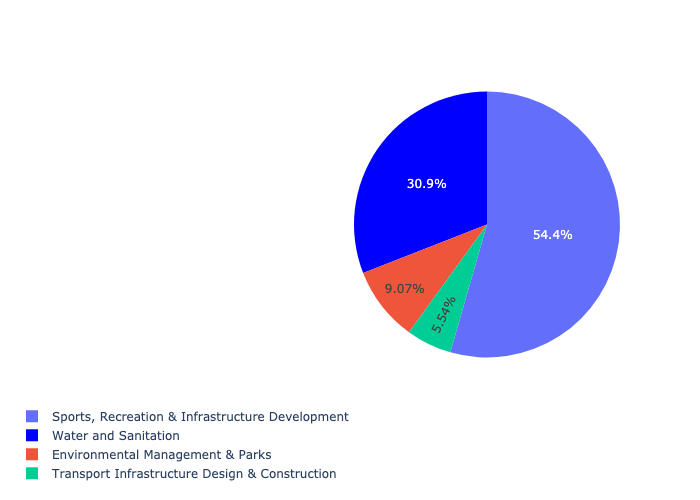 30.9%
54.4%
9.07%
5.54%
Sports, Recreation & Infrastructure Development
Water and Sanitation
Environmental Management & Parks
Transport Infrastructure Design & Construction